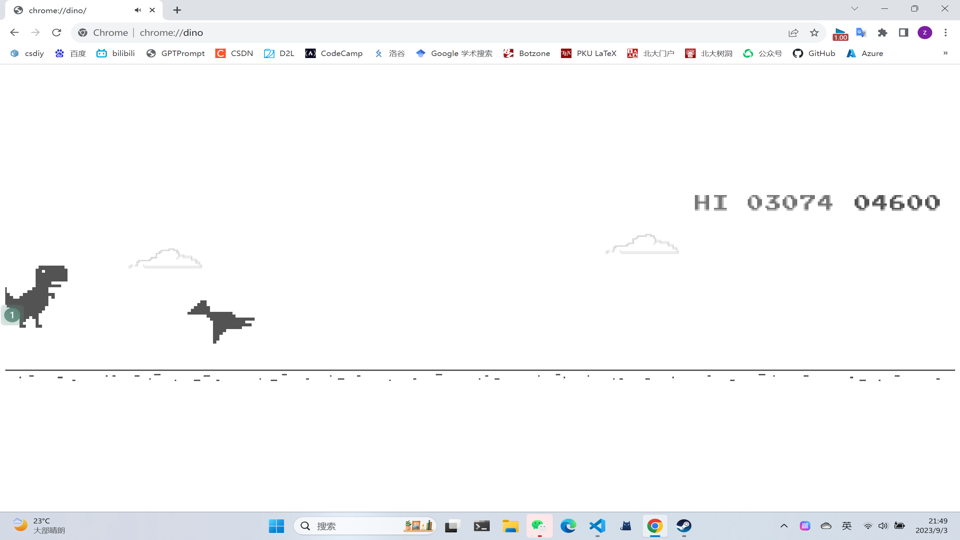 chrome://dino/
Chrome | chrome://dino
csdiy 百度 bilibili GPTPrompt CSDN D2L CodeCamp 洛谷 Google 学术搜索 Botzone PKU LaTeX 北大门户 北大树洞 公众号 GitHub Azure »
1.00
z
HI 03074 04600
1
23°C
大部晴朗
搜索
英
21:49
2023/9/3